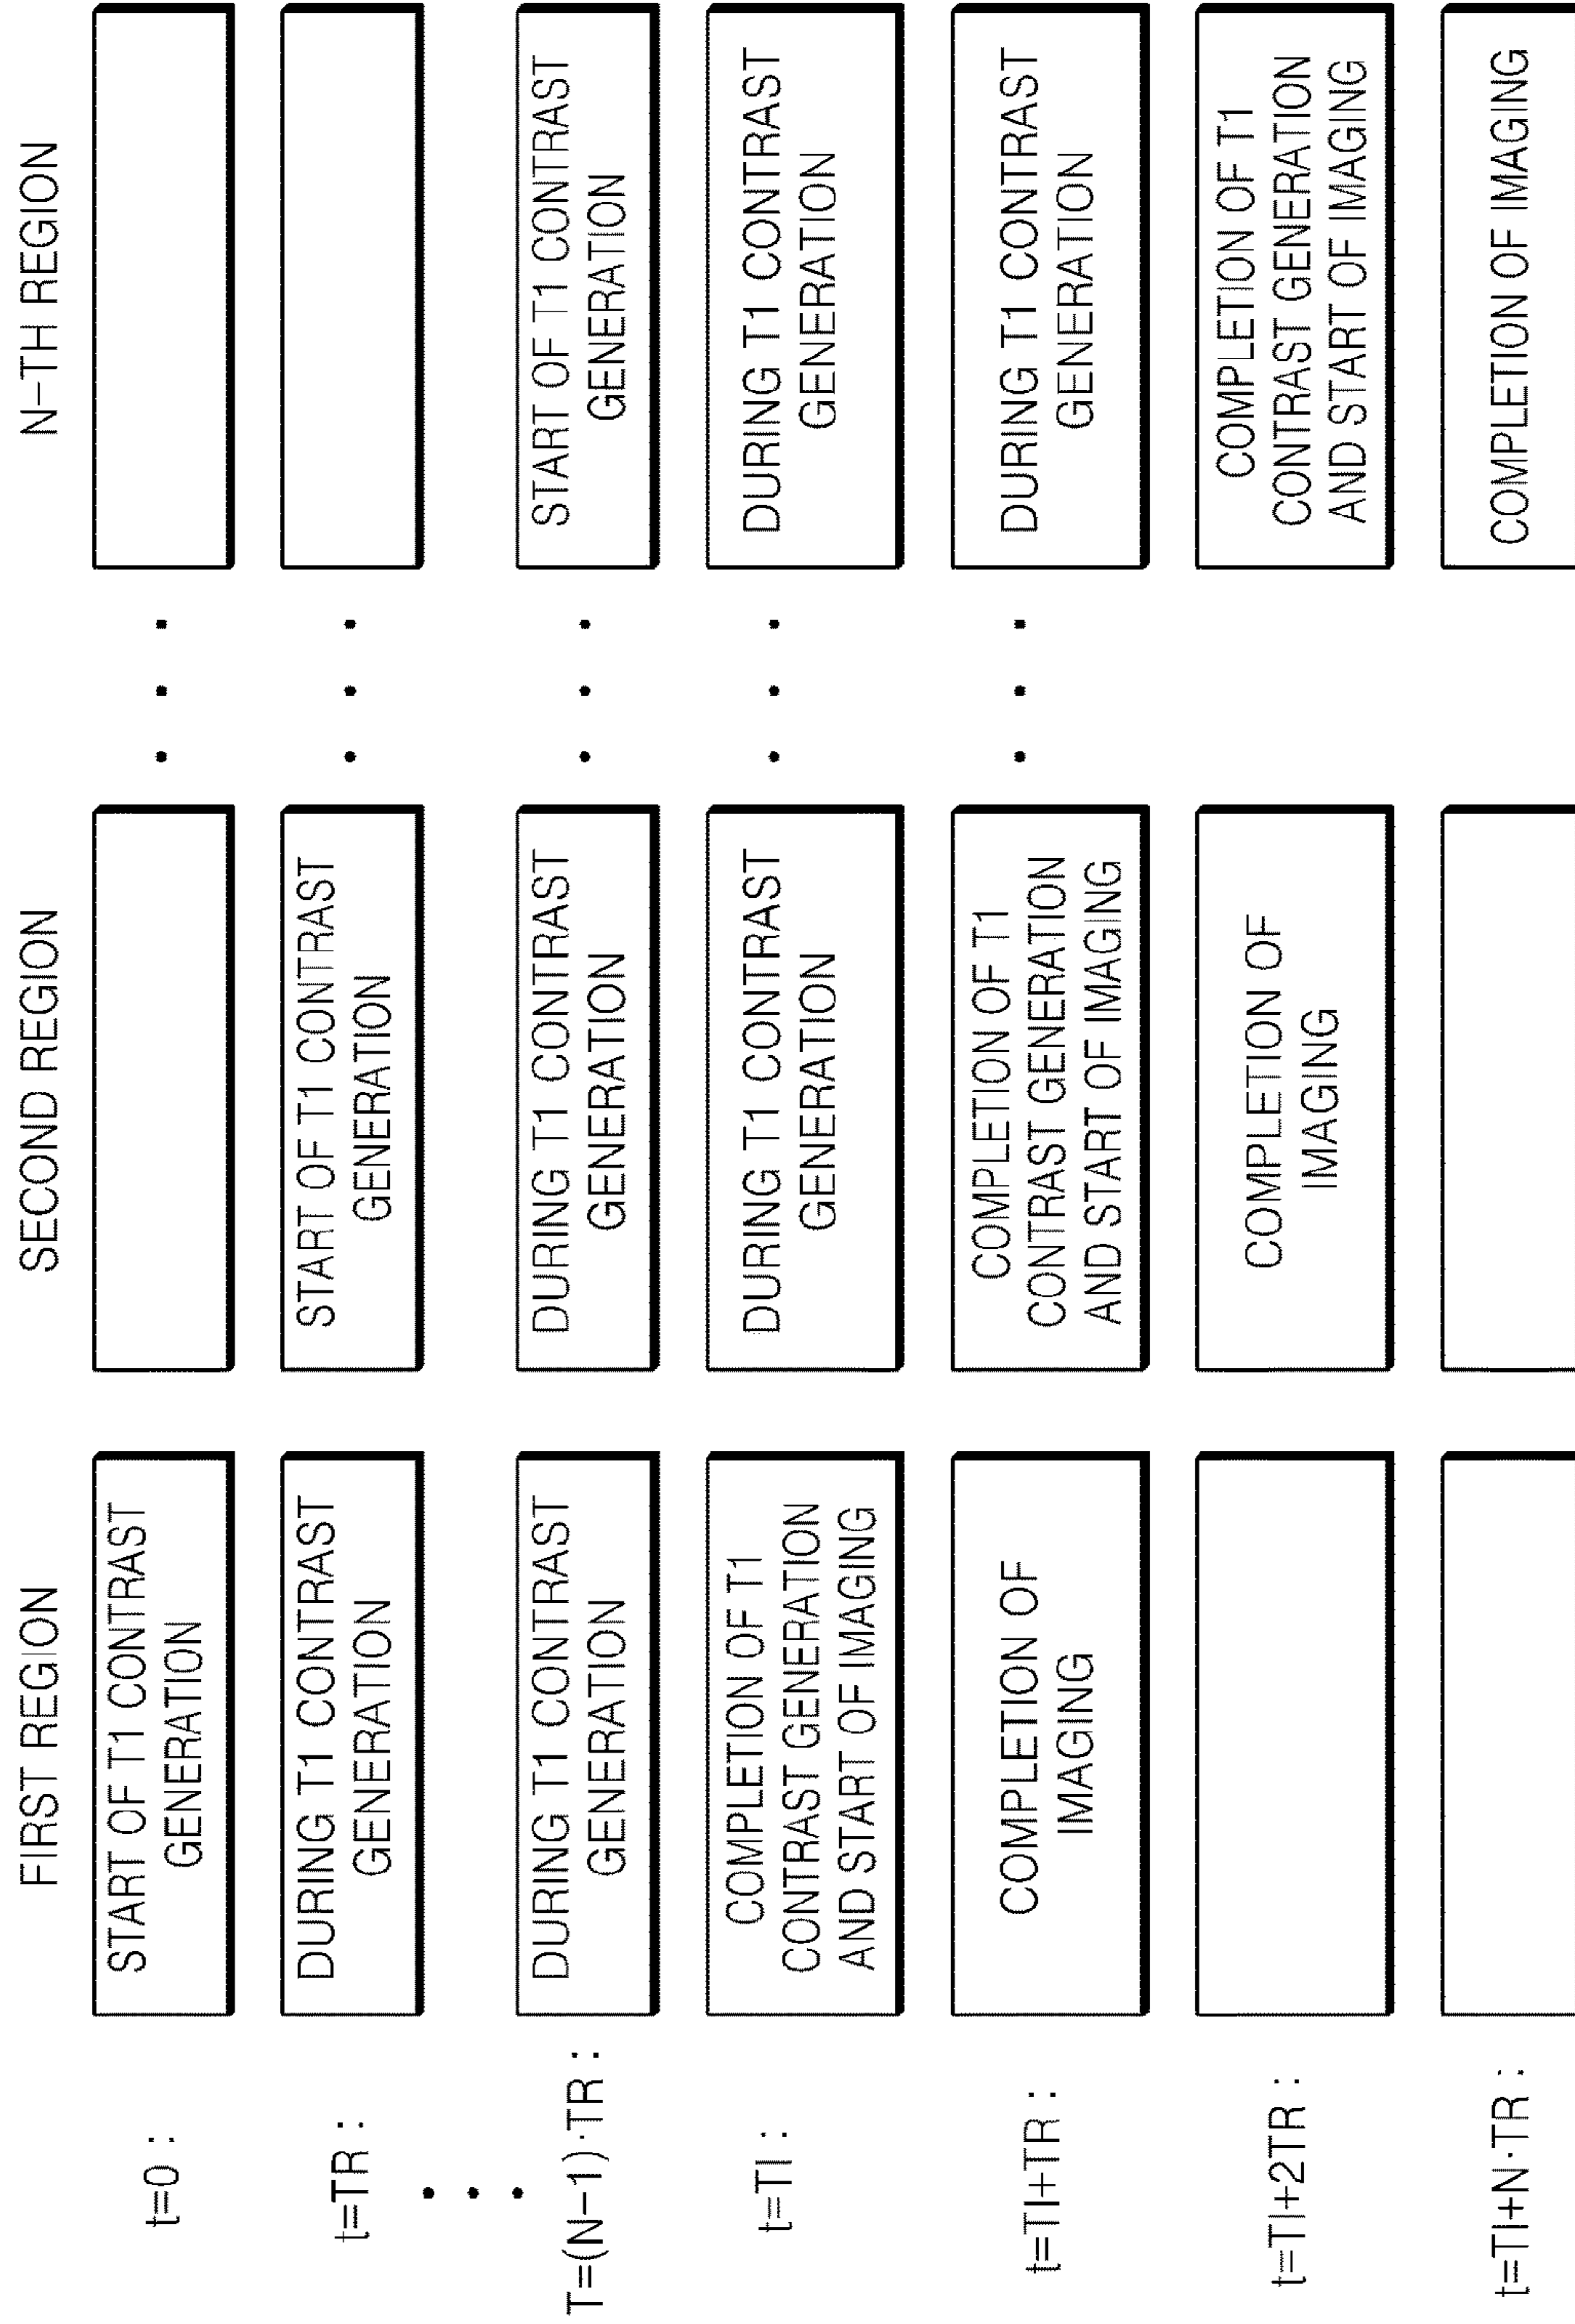 FIRST REGION
SECOND REGION
N-TH REGION
t=0 :
START OF T1 CONTRAST
GENERATION
. . .
t=TR :
DURING T1 CONTRAST
GENERATION
START OF T1 CONTRAST
GENERATION
. . .
. . .
T=(N-1)·TR :
DURING T1 CONTRAST
GENERATION
DURING T1 CONTRAST
GENERATION
. . .
START OF T1 CONTRAST
GENERATION
t=TI :
COMPLETION OF T1
CONTRAST GENERATION
AND START OF IMAGING
DURING T1 CONTRAST
GENERATION
. . .
DURING T1 CONTRAST
GENERATION
t=TI+TR :
COMPLETION OF
IMAGING
COMPLETION OF T1
CONTRAST GENERATION
AND START OF IMAGING
. . .
DURING T1 CONTRAST
GENERATION
t=TI+2TR :
COMPLETION OF
IMAGING
COMPLETION OF T1
CONTRAST GENERATION
AND START OF IMAGING
t=TI+N·TR :
COMPLETION OF IMAGING